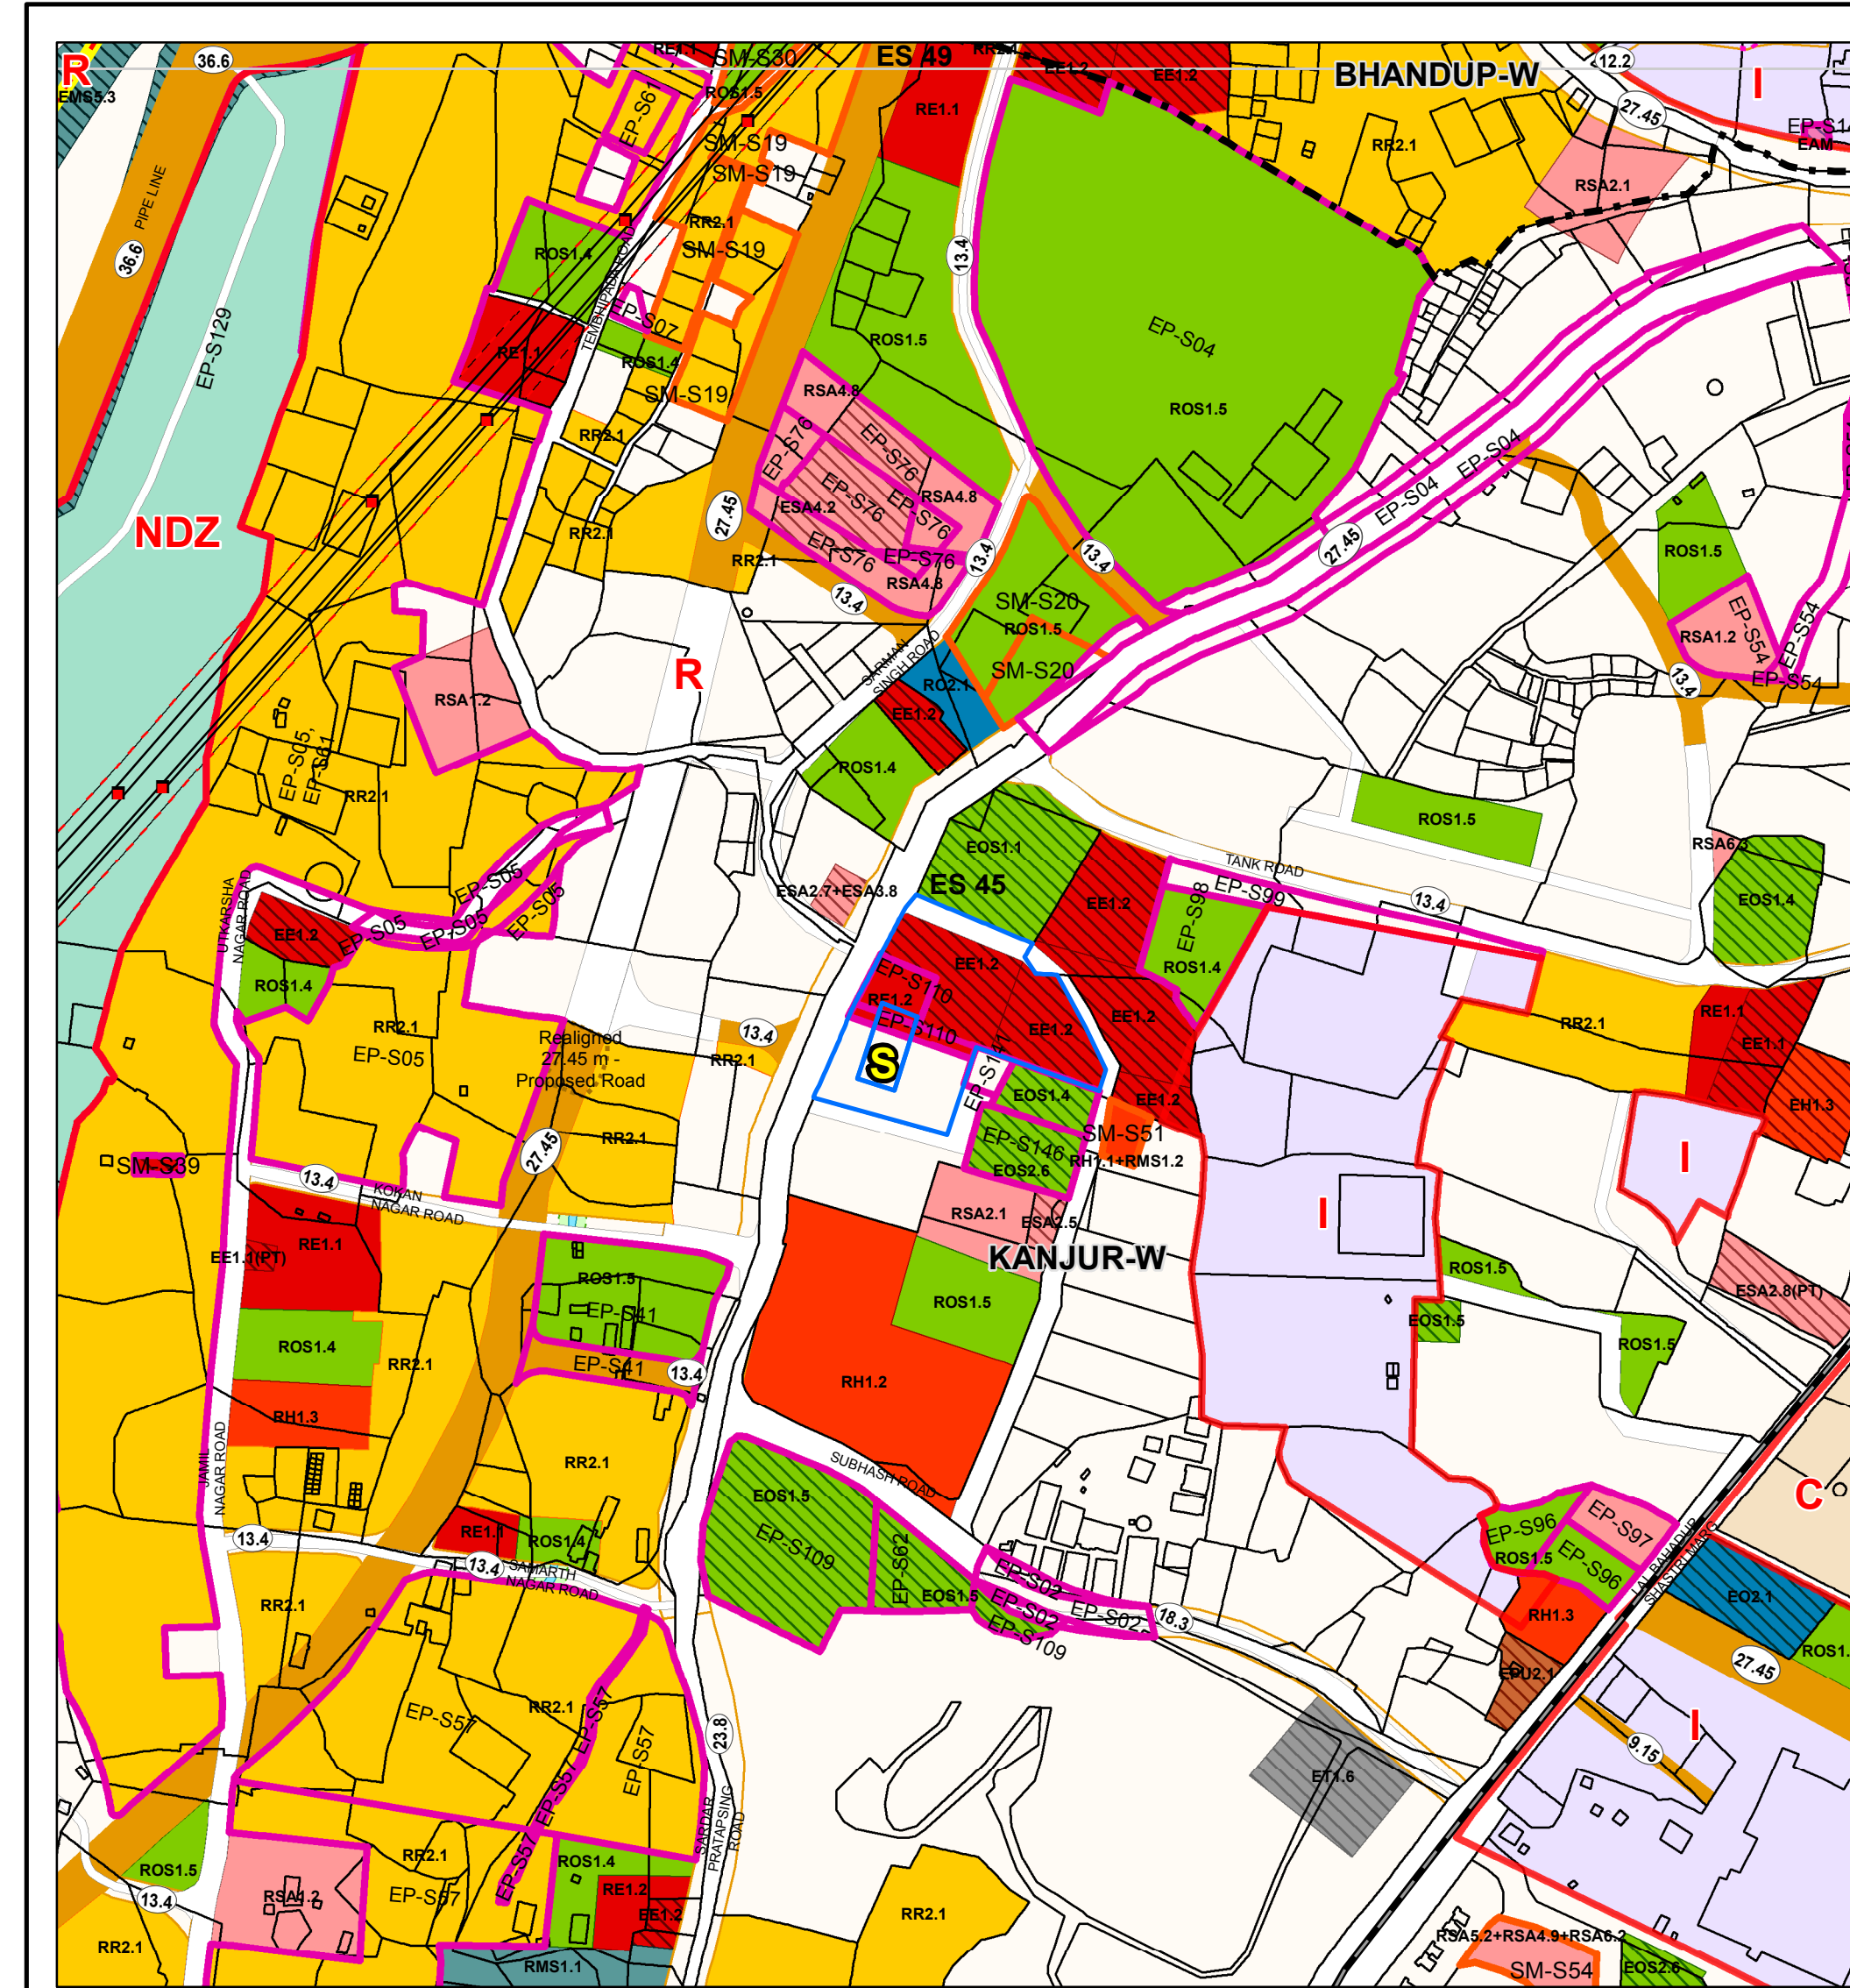 R
EMS5.3
36.6
RE1.1
SM-S30
ROS1.5
ES 49
RR2.1
EE1.2
EE1.2
BHANDUP-W
12.2
I
27.45
EAM
EP-S61
RE1.1
SM-S19
SM-S19
RR2.1
RSA2.1
PIPE LINE
36.6
RR2.1
SM-S19
ROS1.4
13.4
TEMBHIPADA ROAD
EP-S129
EP-S07
EP-S04
ROS1.5
RE1.1
ROS1.4
SM-S19
RSA4.8
ROS1.5
RR2.1
EP-S76
EP-S76
EP-S04
EP-S04
27.45
NDZ
27.45
ESA4.2
EP-S76
EP-S76
RSA4.8
RR2.1
RR2.1
EP-S76
EP-S76
RSA4.8
13.4
13.4
13.4
ROS1.5
SM-S20
ROS1.5
SM-S20
RSA1.2
EP-S54
EP-S54
EP-S54
13.4
SARMAN
SINGH ROAD
R
RSA1.2
RO2.1
EE1.2
ROS1.4
EP-S05,
EP-S61
RR2.1
ROS1.5
EOS1.1
TANK ROAD
RSA6.3
ESA2.7+ESA3.8
ES 45
EE1.2
EP-S98
EP-S99
13.4
EOS1.4
UTKARSHA
NAGAR ROAD
EP-S05
EP-S05
EP-S05
EP-S05
EE1.2
ROS1.4
EE1.2
EP-S110
RE1.2
EP-S110
EE1.2
EE1.2
ROS1.4
RR2.1
EP-S05
Realigned
27.45 m -
Proposed Road
13.4
RR2.1
S
EP-S141
RR2.1
RE1.1
EE1.1
EOS1.4
EE1.2
EH1.3
27.45
RR2.1
EP-S146
EOS2.6
SM-S51
RH1.1+RMS1.2
SM-S39
13.4
KOKAN
NAGAR ROAD
I
RSA2.1
ESA2.5
I
EE1.1(PT)
RE1.1
KANJUR-W
ROS1.5
ESA2.8(PT)
ROS1.5
EP-S41
ROS1.5
EOS1.5
ROS1.5
ROS1.4
RR2.1
EP-S41
13.4
RH1.2
RH1.3
JAMIL
NAGAR ROAD
RR2.1
SUBHASH ROAD
C
EOS1.5
EP-S109
EP-S62
EOS1.5
RE1.1
ROS1.4
13.4
13.4
SAMARTH
NAGAR ROAD
EP-S96
EP-S97
ROS1.5
EP-S96
LAL BAHADUR
SHASTRI MARG
EP-S02
EP-S02
EP-S02
EP-S109
18.3
EO2.1
RH1.3
RR2.1
EPU2.1
27.45
EP-S57
RR2.1
EP-S57
EP-S57
EP-S57
23.8
I
9.15
ET1.6
SARDAR
PRATAPSING
ROAD
ROS1.5
13.4
RSA1.2
RR2.1
EP-S57
EP-S57
ROS1.4
RE1.2
EE1.2
RR2.1
RR2.1
RMS1.1
RSA5.2+RSA4.9+RSA6.2
SM-S54
EOS2.6